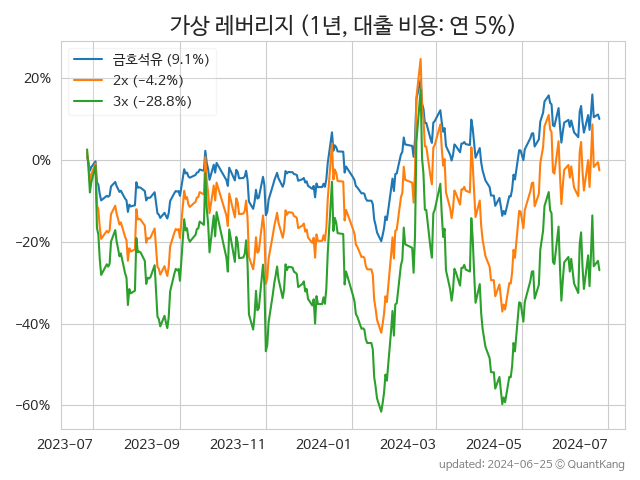 가상 레버리지 (1년, 대출 비용: 연 5%)
금호석유 (9.1%)
2x (−4.2%)
3x (−28.8%)
20%
0%
−20%
−40%
−60%
2023-07 2023-09 2023-11 2024-01 2024-03 2024-05 2024-07
updated: 2024-06-25 © QuantKang